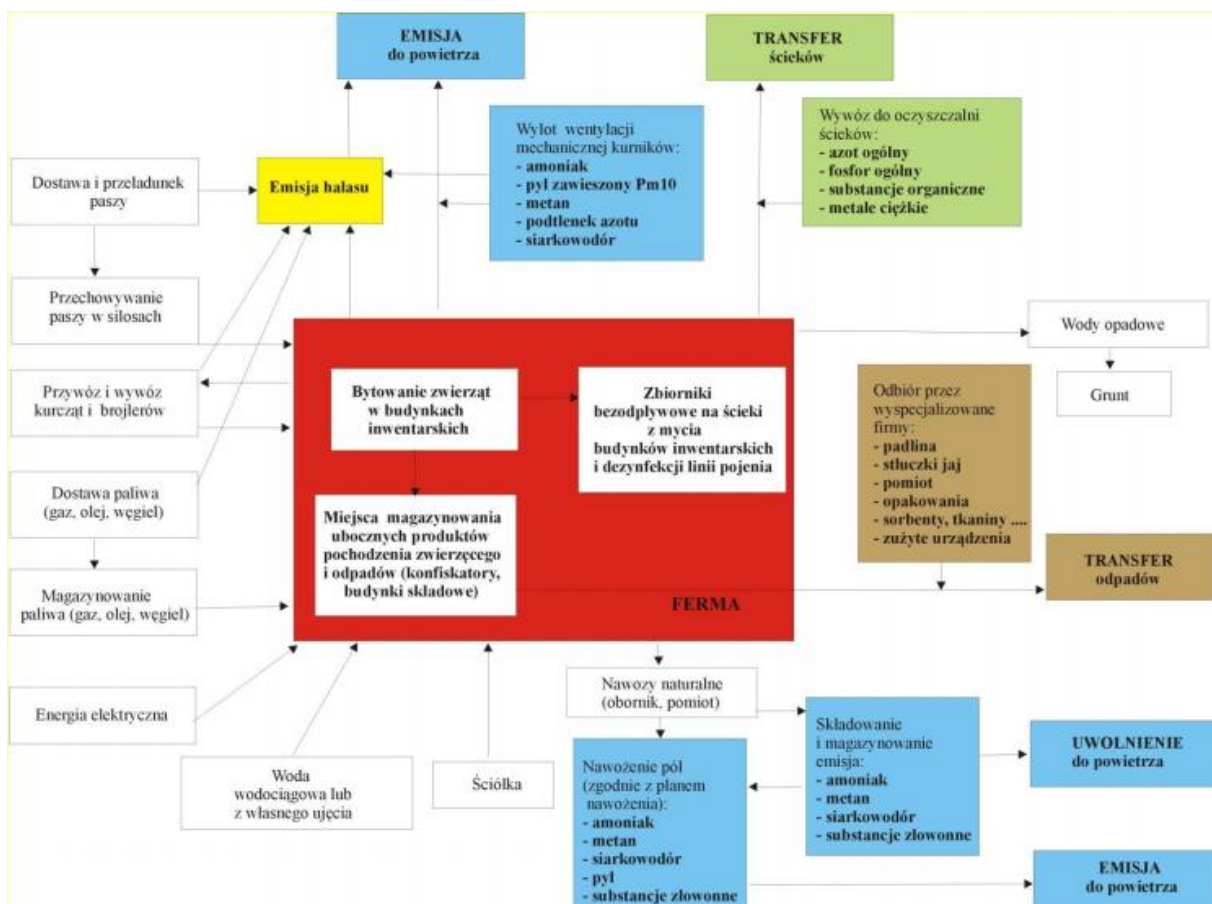 EMISJA
do powietrza
TRANSFER
ścieków
Wylot wentylacji
mechanicznej kurników:
- amoniak
- pył zawieszony Pm10
- metan
- podtlenek azotu
- siarkowodór
Wywóz do oczyszczalni
ścieków:
- azot ogólny
- fosfor ogólny
- substancje organiczne
- metale ciężkie
Dostawa i przeładunek
paszy
Emisja hałasu
Przechowywanie
paszy w silosach
Przywóz i wywóz
kurcząt i brojlerów
Dostawa paliwa
(gaz, olej, węgiel)
Magazynowanie
paliwa (gaz, olej, węgiel)
Energia elektryczna
Woda
wodociągowa lub
z własnego ujęcia
Ściółka
Bytowanie zwierząt
w budynkach
inwentarskich
Zbiorniki
bezodpływowe na ścieki
z mycia
budynków inwentarskich
i dezynfekcji linii pojenia
Miejsca magazynowania
ubocznych produktów
pochodzenia zwierzęcego
i odpadów (konfiskatory,
budynki składowe)
FERMA
Wody opadowe
Grunt
Odbiór przez
wyspecjalizowane
firmy:
- padlina
- stłuczki jaj
- pomiot
- opakowania
- sorbenty, tkaniny ....
- zużyte urządzenia
TRANSFER
odpadów
Nawozy naturalne
(obornik, pomiot)
Nawożenie pól
(zgodnie z planem
nawożenia):
- amoniak
- metan
- siarkowodór
- pył
- substancje złowonne
Składowanie
i magazynowanie
emisja:
- amoniak
- metan
- siarkowodór
- substancje złowonne
UWOLNIENIE
do powietrza
EMISJA
do powietrza